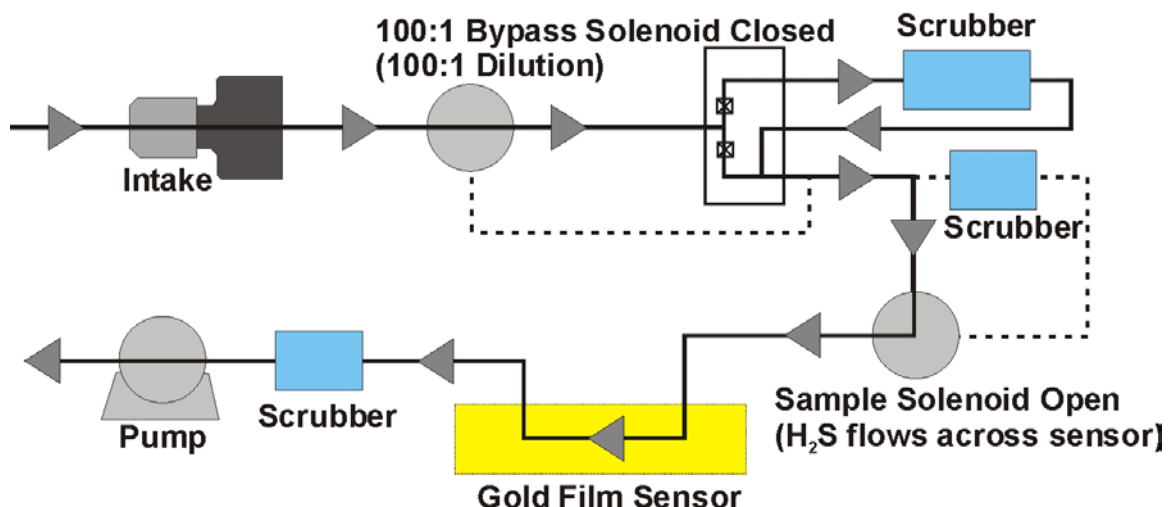 100:1 Bypass Solenoid Closed
(100:1 Dilution)
Scrubber
Intake
Scrubber
Sample Solenoid Open
(H₂S flows across sensor)
Scrubber
Pump
Gold Film Sensor